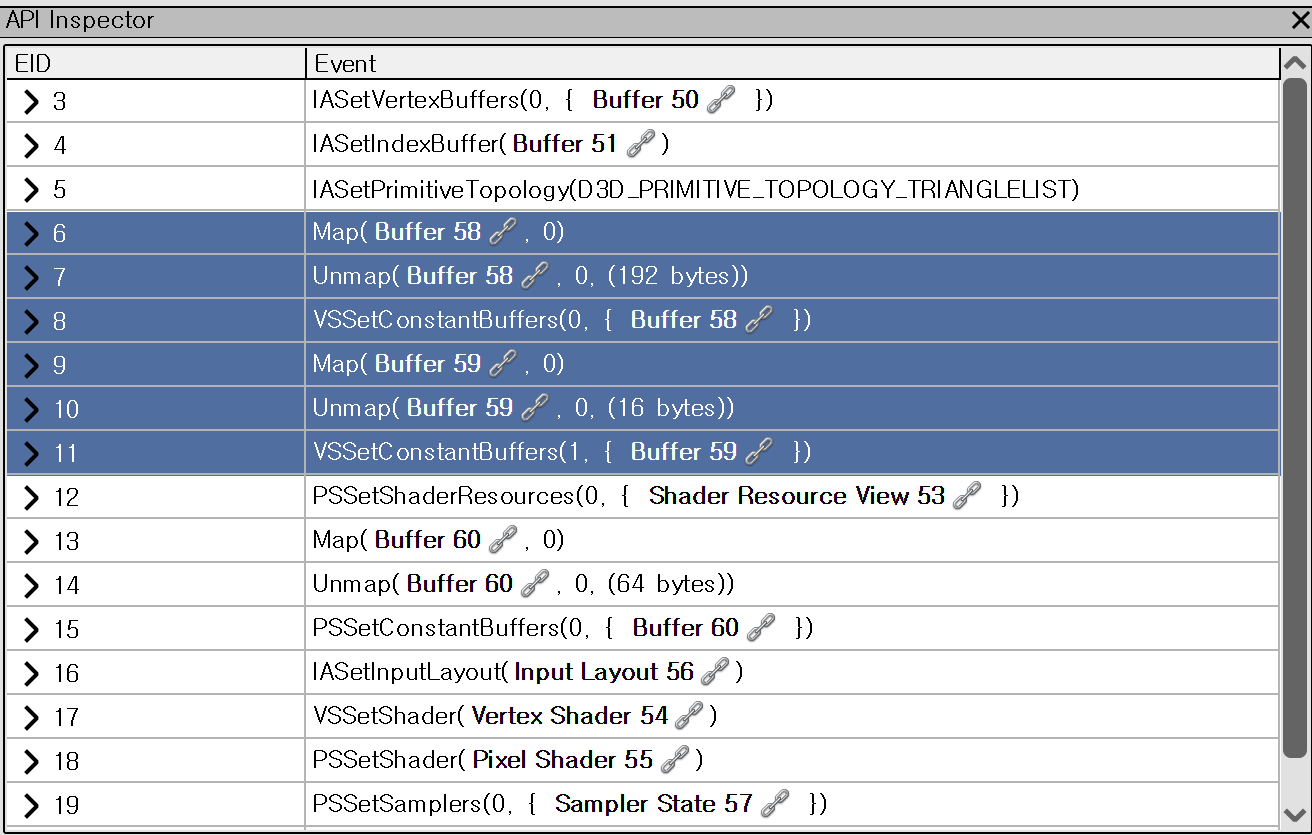 API Inspector
EID Event
3 IASetVertexBuffers(0, { Buffer 50 })
4 IASetIndexBuffer( Buffer 51 )
5 IASetPrimitiveTopology(D3D_PRIMITIVE_TOPOLOGY_TRIANGLELIST)
6 Map( Buffer 58 , 0)
7 Unmap( Buffer 58 , 0, (192 bytes))
8 VSSetConstantBuffers(0, { Buffer 58 })
9 Map( Buffer 59 , 0)
10 Unmap( Buffer 59 , 0, (16 bytes))
11 VSSetConstantBuffers(1, { Buffer 59 })
12 PSSetShaderResources(0, { Shader Resource View 53 })
13 Map( Buffer 60 , 0)
14 Unmap( Buffer 60 , 0, (64 bytes))
15 PSSetConstantBuffers(0, { Buffer 60 })
16 IASetInputLayout( Input Layout 56 )
17 VSSetShader( Vertex Shader 54 )
18 PSSetShader( Pixel Shader 55 )
19 PSSetSamplers(0, { Sampler State 57 })